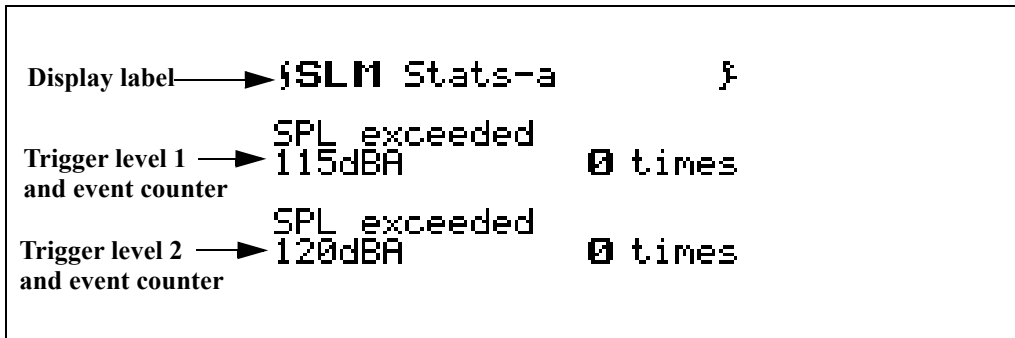 Display label SLM Stats-a
SPL exceeded
Trigger level 1 115dBA 0 times
and event counter
SPL exceeded
Trigger level 2 120dBA 0 times
and event counter